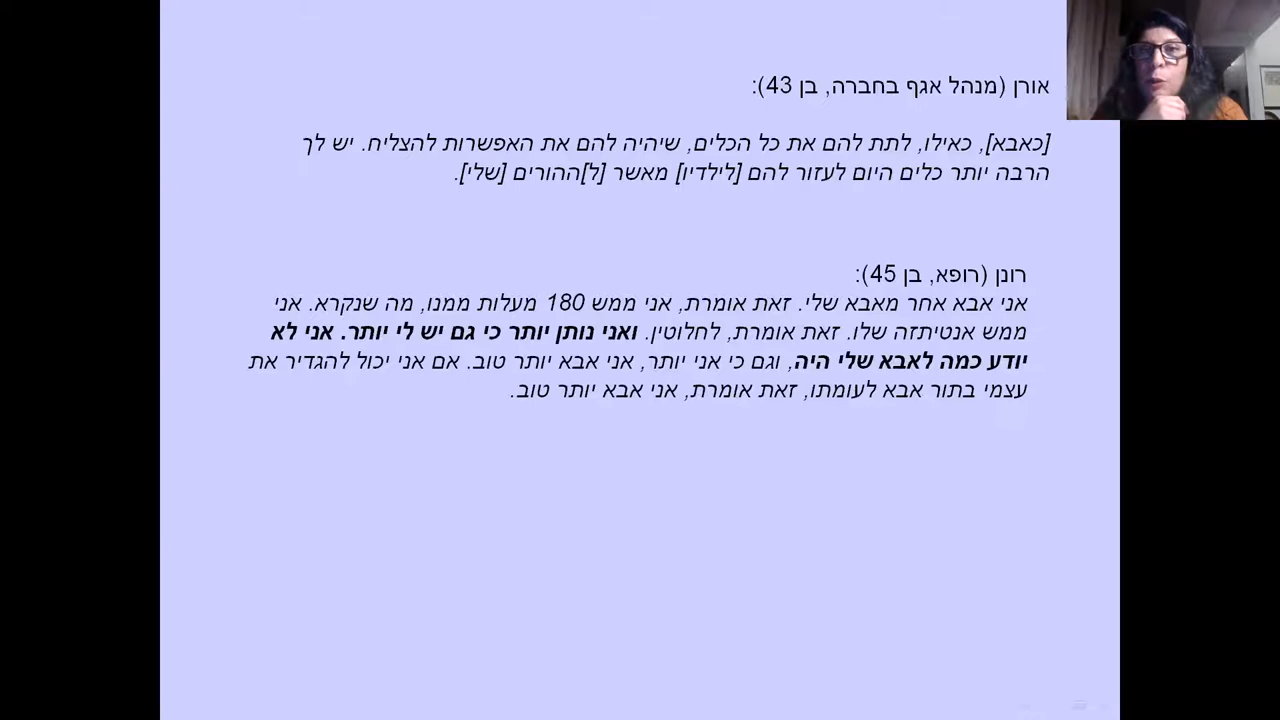 אורן (מנהל אגף בחברה, בן 43):
[כאבא], כאילו, לתת להם את כל הכלים, שיהיה להם את האפשרות להצליח. יש לך
הרבה יותר כלים היום לעזור להם [לילדיו] מאשר [ל]ההורים [שלי].
רונן (רופא, בן 45):
אני אבא אחר מאבא שלי. זאת אומרת, אני ממש 180 מעלות ממנו, מה שנקרא. אני
ממש אנטיתזה שלו. זאת אומרת, לחלוטין. ואני נותן יותר כי גם יש לי יותר. אני לא
יודע כמה לאבא שלי היה, וגם כי אני יותר, אני אבא יותר טוב. אם אני יכול להגדיר את
עצמי בתור אבא לעומתו, זאת אומרת, אני אבא יותר טוב.